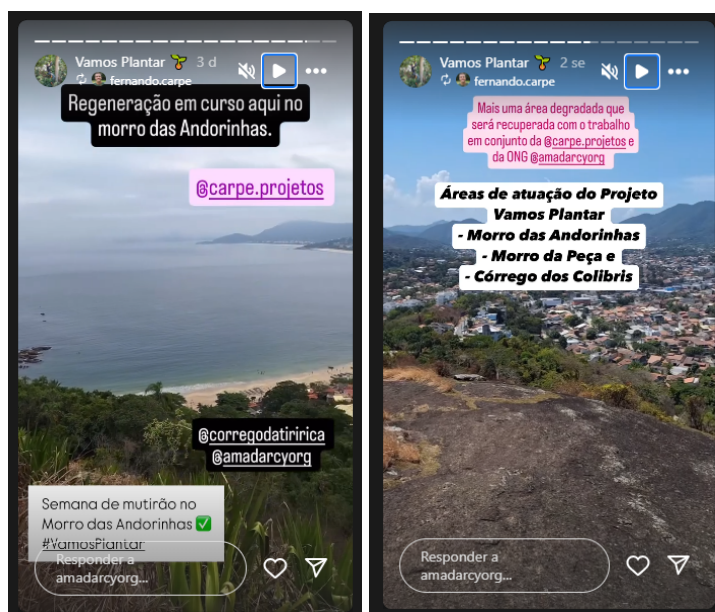 Vamos Plantar 🌱 3 d
fernando.carpe
Regeneração em curso aqui no
morro das Andorinhas.
@carpe.projetos
@corregodatiririca
@amadarcyorg
Semana de mutirão no
Morro das Andorinhas ✅
#VamosPlantar
Responder a
amadarcyorg...
Vamos Plantar 🌱 2 se
fernando.carpe
Mais uma área degradada que
será recuperada com o trabalho
em conjunto da @carpe.projetos e
da ONG @amadarcyorg
Áreas de atuação do Projeto
Vamos Plantar
- Morro das Andorinhas
- Morro da Peça e
- Córrego dos Colibris
Responder a
amadarcyorg...